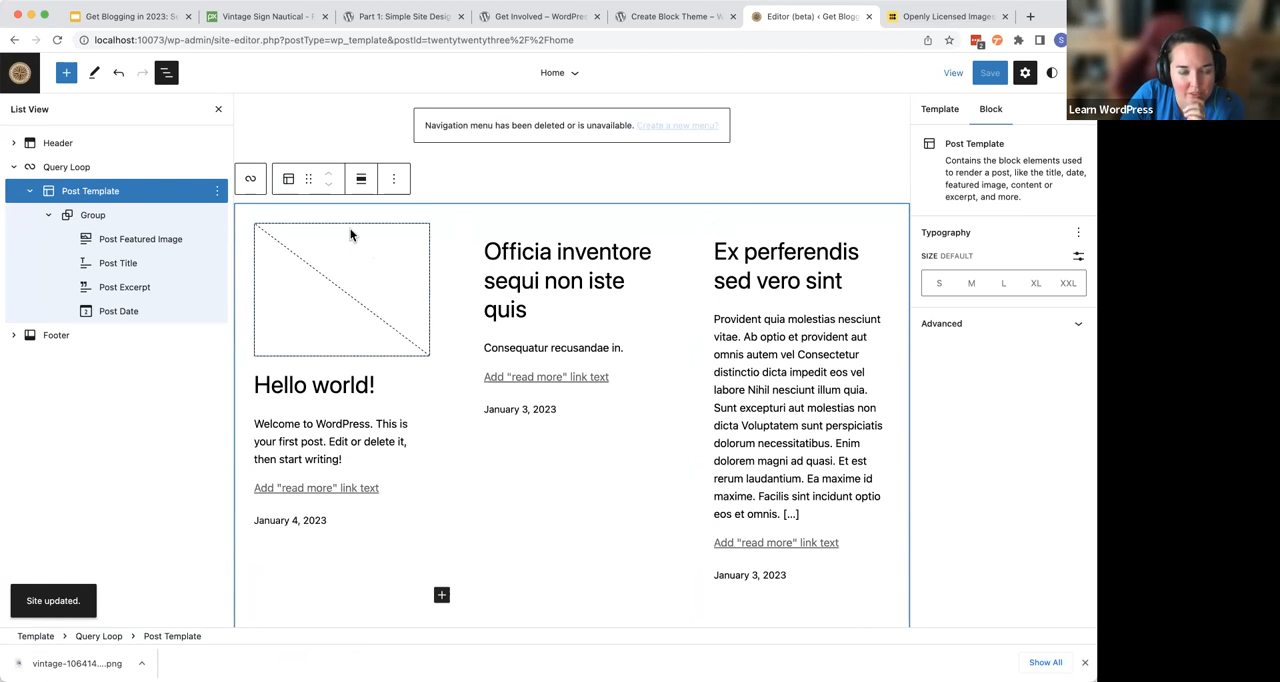 Get Blogging in 2023: S
Vintage Sign Nautical -
Part 1: Simple Site Desig
Get Involved – WordPres
Create Block Theme – W
Editor (beta) ‹ Get Blogg
Openly Licensed Images
localhost:10073/wp-admin/site-editor.php?postType=wp_template&postId=twentytwentythree%2F%2Fhome
2
S
Home
View
Save
Learn WordPress
List View
Header
Query Loop
Post Template
Group
Post Featured Image
Post Title
Post Excerpt
Post Date
Footer
Site updated.
Navigation menu has been deleted or is unavailable. Create a new menu?
Hello world!
Welcome to WordPress. This is
your first post. Edit or delete it,
then start writing!
Add "read more" link text
January 4, 2023
Officia inventore
sequi non iste
quis
Consequatur recusandae in.
Add "read more" link text
January 3, 2023
Ex perferendis
sed vero sint
Provident quia molestias nesciunt
vitae. Ab optio et provident aut
omnis autem vel Consectetur
distinctio dicta impedit eos vel
labore Nihil nesciunt illum quia.
Sunt excepturi aut molestias non
dicta Voluptatem sunt perspiciatis
dolorum necessitatibus. Enim
dolorem magni ad quasi. Et est
rerum laudantium. Ea maxime id
maxime. Facilis sint incidunt optio
eos et omnis. […]
Add "read more" link text
January 3, 2023
Template
Block
Post Template
Contains the block elements used
to render a post, like the title, date,
featured image, content or
excerpt, and more.
Typography
SIZE DEFAULT
S M L XL XXL
Advanced
Template > Query Loop > Post Template
vintage-106414....png
Show All